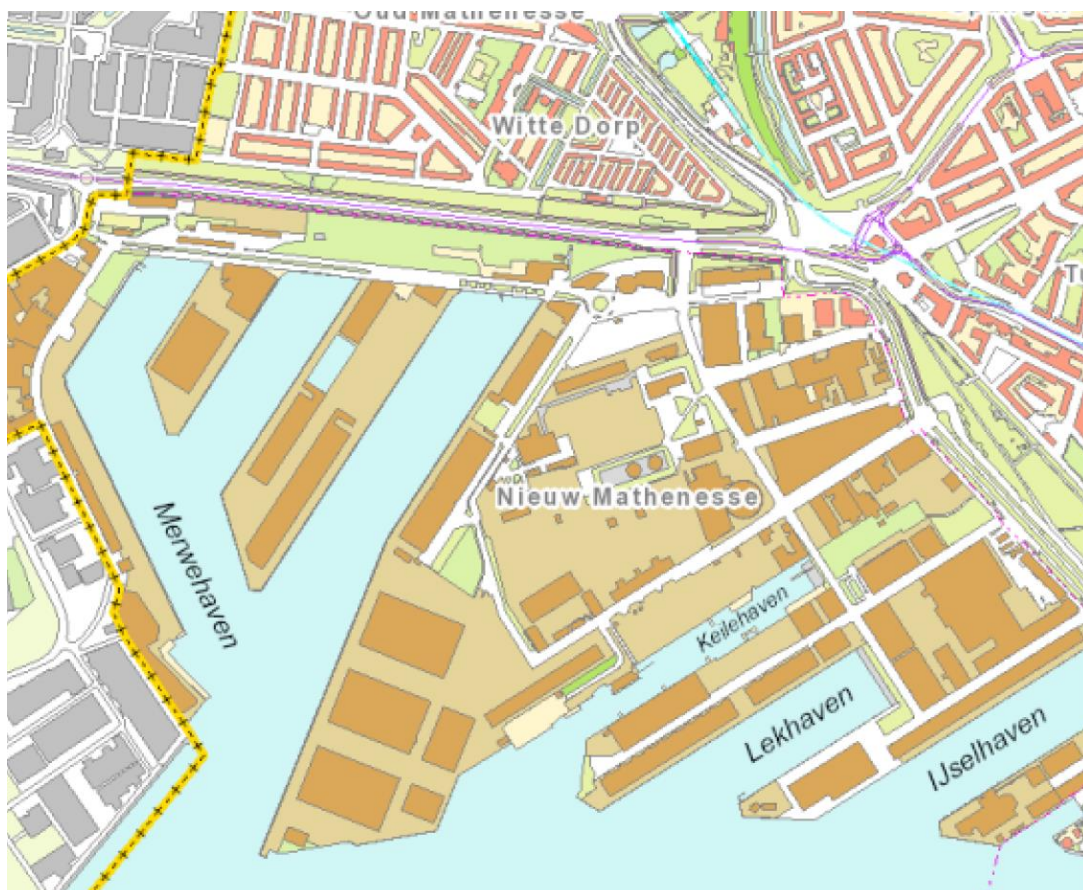 Oud Mathenesse
Witte Dorp
Nieuw Mathenesse
Merwehaven
Keilehaven
Lekhaven
IJselhaven